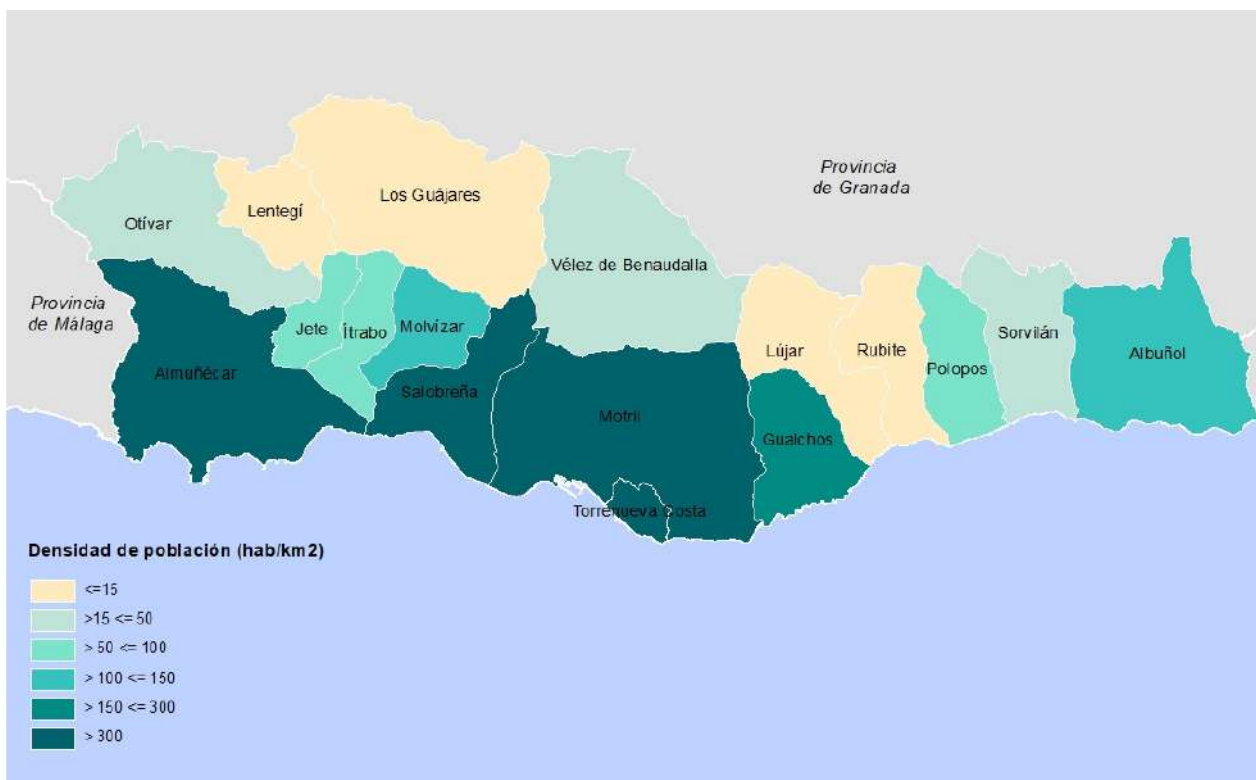 Provincia
de Granada
Los Guájares
Lentegí
Otívar
Vélez de Benaudalla
Provincia
de Málaga
Jete
Ítrabo
Molvízar
Lújar
Rubite
Polopos
Sorvilán
Albuñol
Almuñécar
Salobreña
Motril
Gualchos
Torrenueva Costa
Densidad de población (hab/km2)
<=15
>15 <= 50
> 50 <= 100
> 100 <= 150
> 150 <= 300
> 300